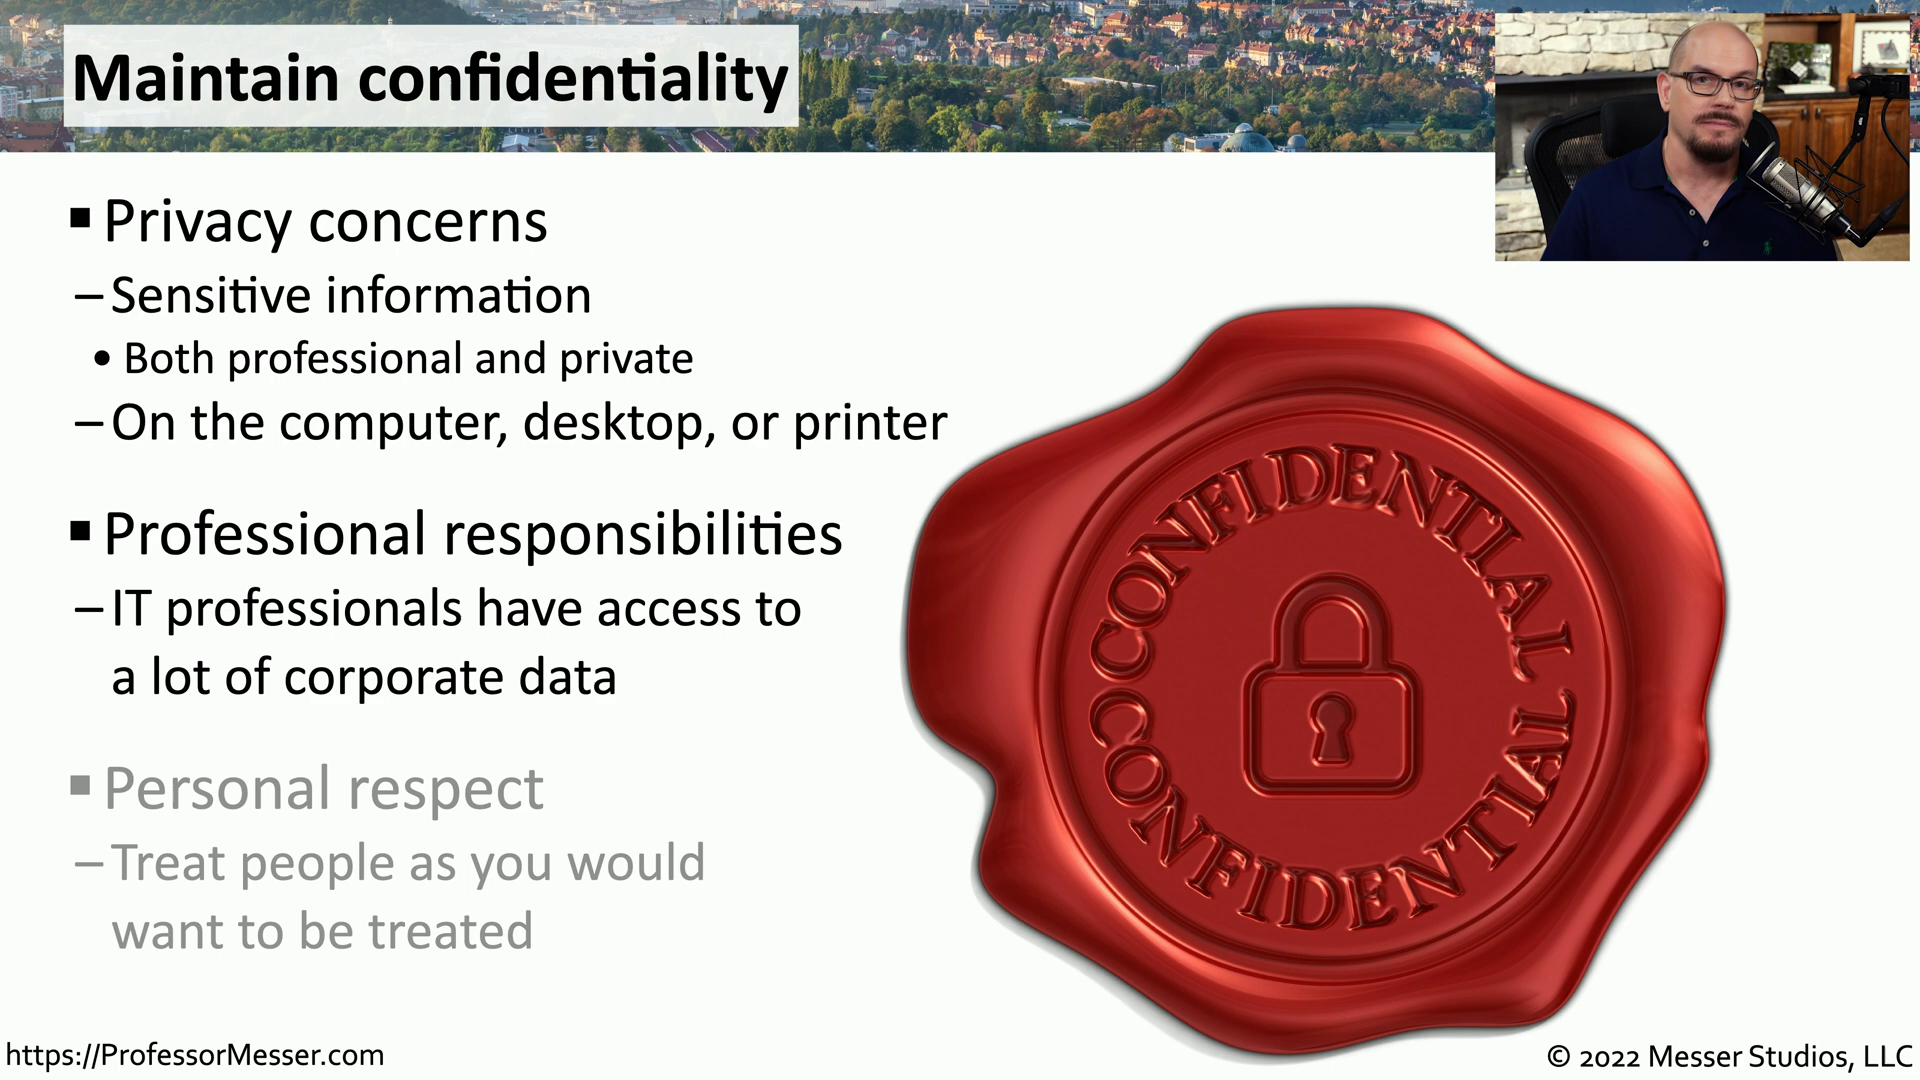 Maintain confidentiality
▪ Privacy concerns
– Sensitive information
• Both professional and private
– On the computer, desktop, or printer
▪ Professional responsibilities
– IT professionals have access to
a lot of corporate data
▪ Personal respect
– Treat people as you would
want to be treated
CONFIDENTIAL
CONFIDENTIAL
https://ProfessorMesser.com
© 2022 Messer Studios, LLC